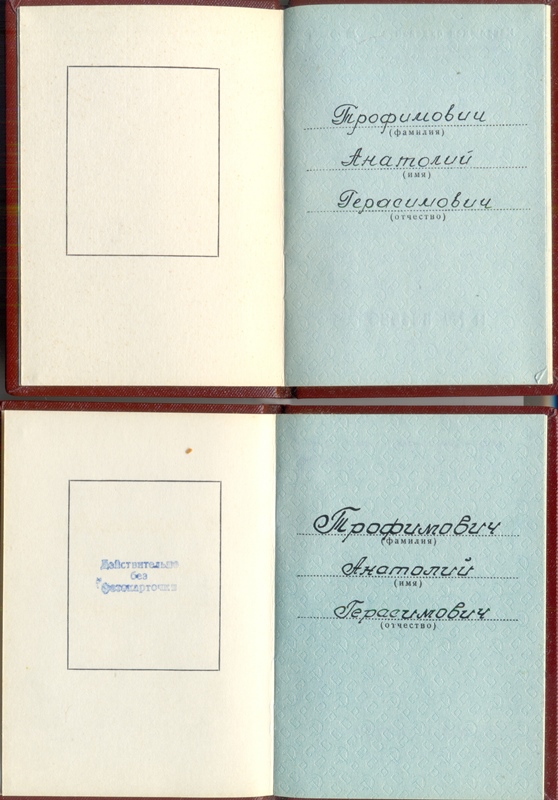 Трофимович
(фамилия)
Анатолий
(имя)
Герасимович
(отчество)
Действительно
без
фотокарточки
Трофимович
(фамилия)
Анатолий
(имя)
Герасимович
(отчество)